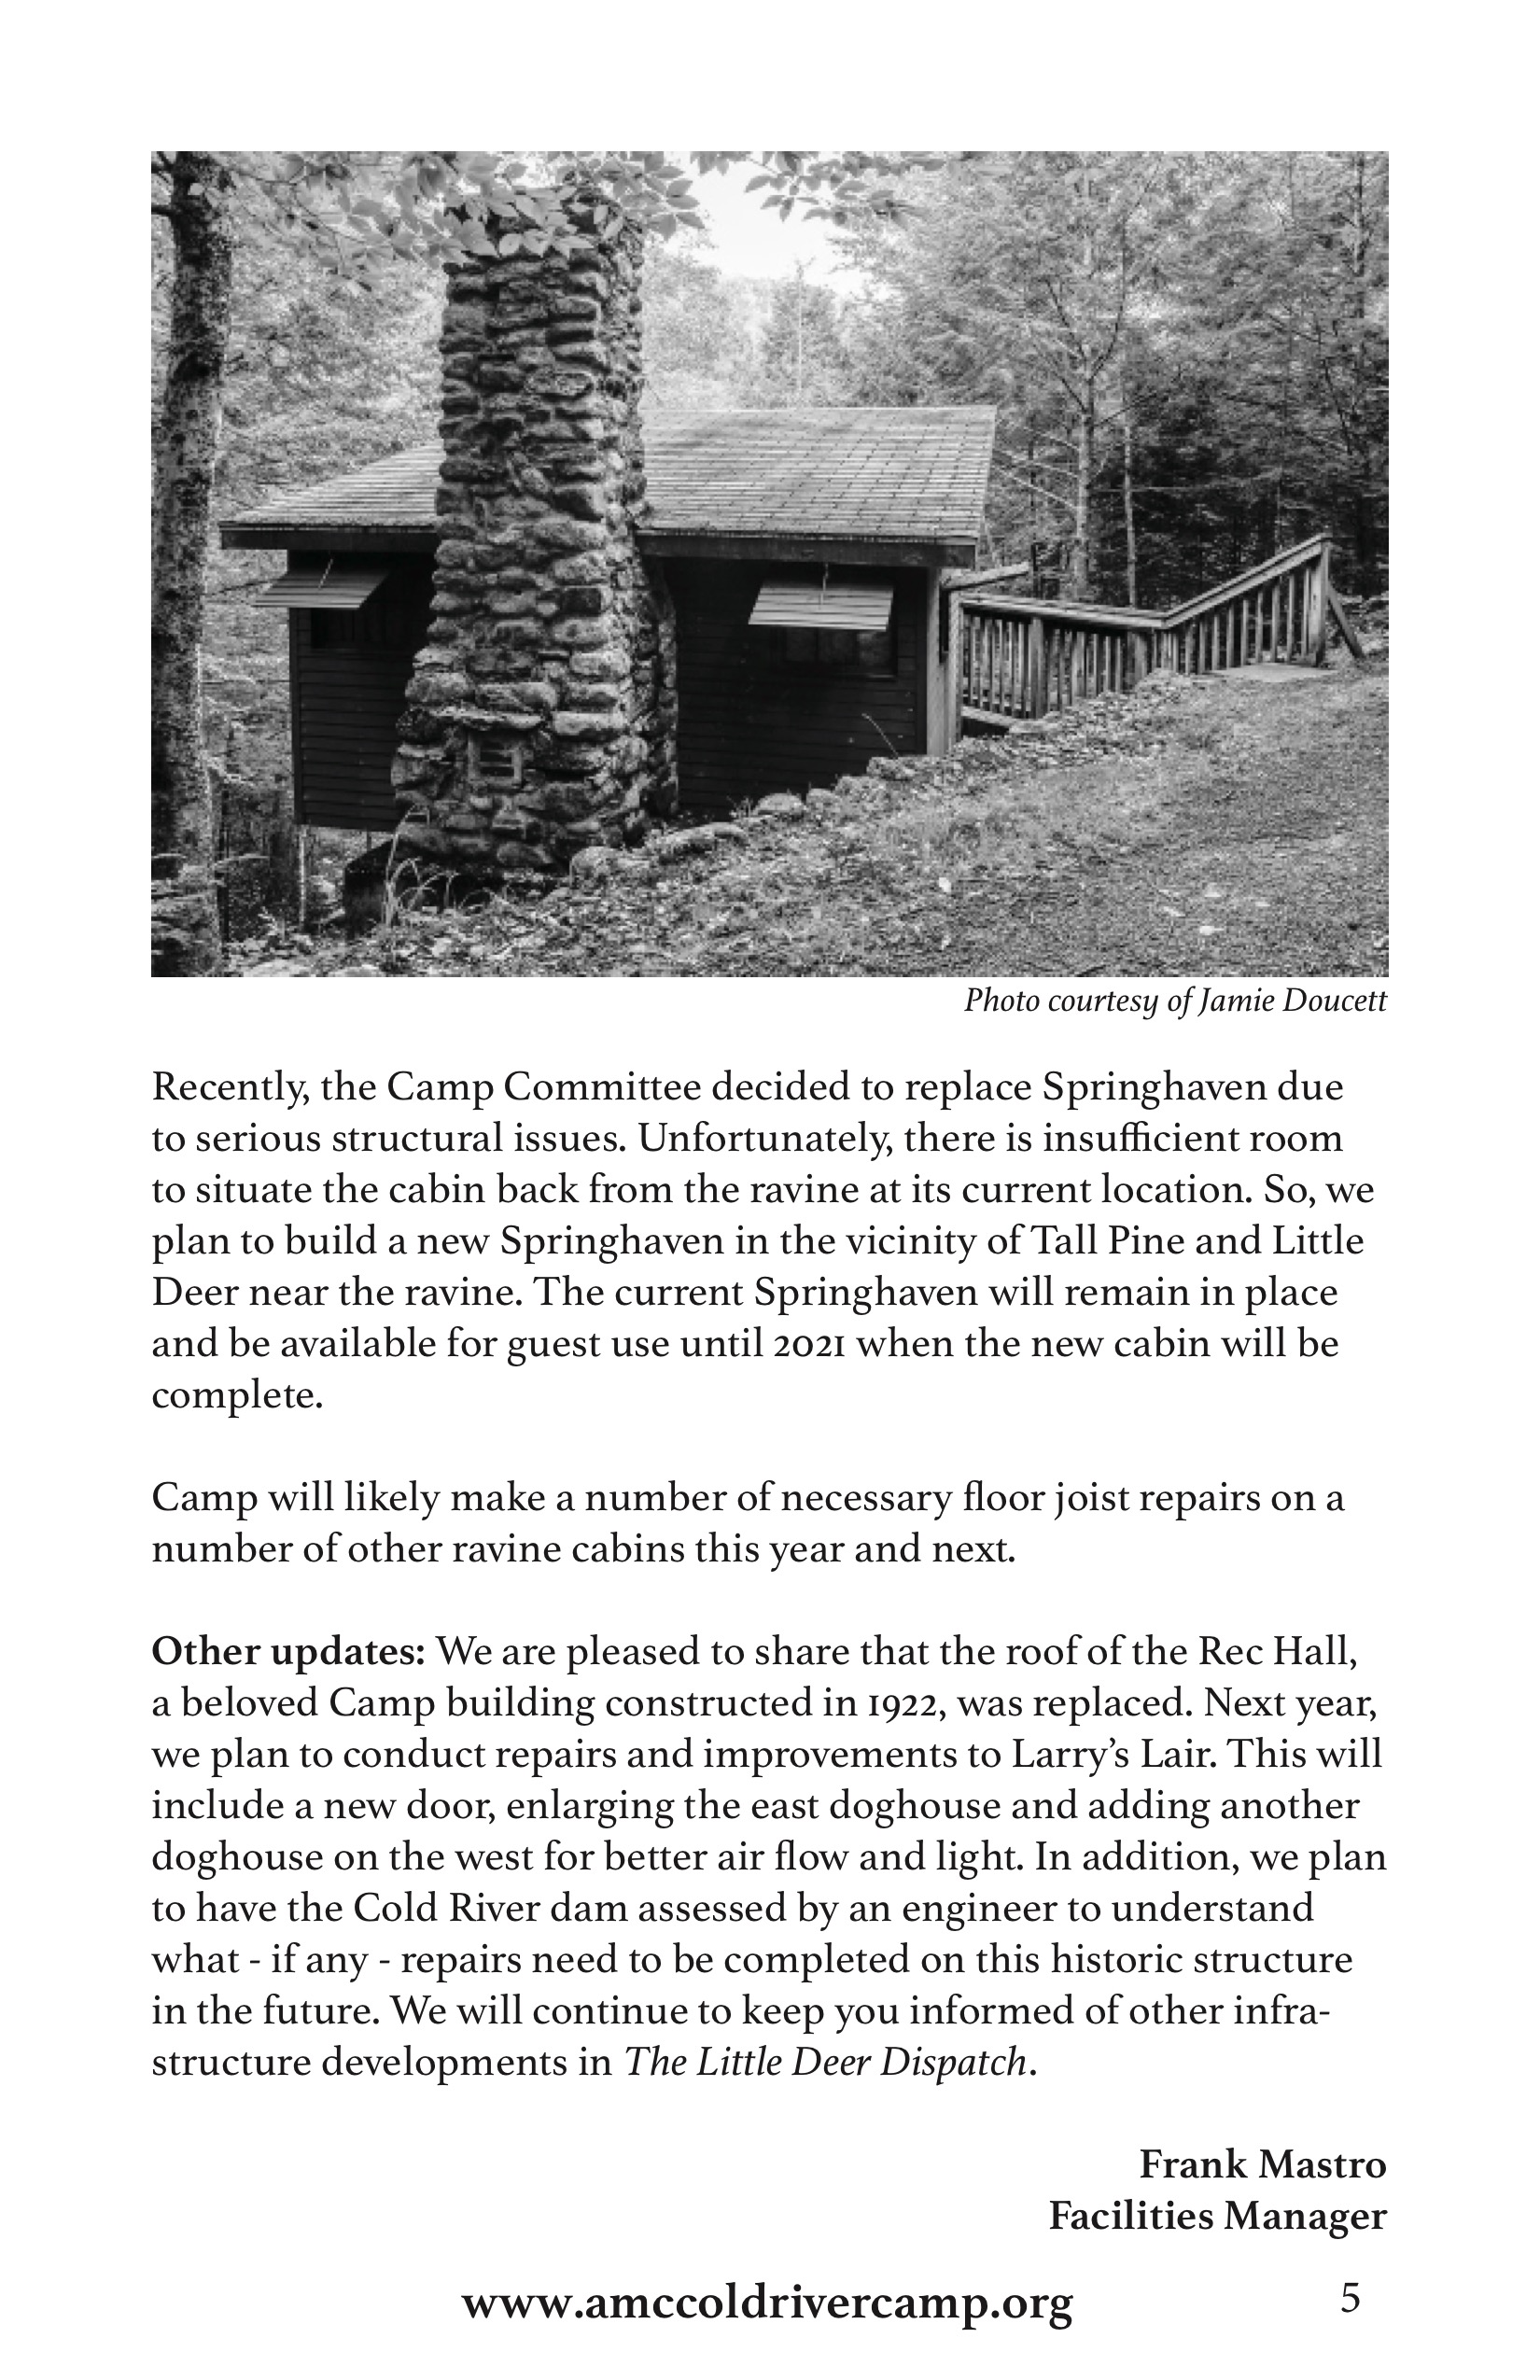 Photo courtesy of Jamie Doucett
Recently, the Camp Committee decided to replace Springhaven due
to serious structural issues. Unfortunately, there is insufficient room
to situate the cabin back from the ravine at its current location. So, we
plan to build a new Springhaven in the vicinity of Tall Pine and Little
Deer near the ravine. The current Springhaven will remain in place
and be available for guest use until 2021 when the new cabin will be
complete.
Camp will likely make a number of necessary floor joist repairs on a
number of other ravine cabins this year and next.
Other updates: We are pleased to share that the roof of the Rec Hall,
a beloved Camp building constructed in 1922, was replaced. Next year,
we plan to conduct repairs and improvements to Larry’s Lair. This will
include a new door, enlarging the east doghouse and adding another
doghouse on the west for better air flow and light. In addition, we plan
to have the Cold River dam assessed by an engineer to understand
what - if any - repairs need to be completed on this historic structure
in the future. We will continue to keep you informed of other infra-
structure developments in The Little Deer Dispatch.
Frank Mastro
Facilities Manager
www.amccoldrivercamp.org 5